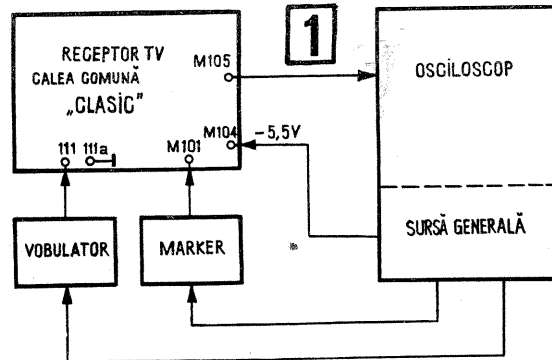 1
RECEPTOR TV
CALEA COMUNĂ
„CLASIC”
M105
OSCILOSCOP
M104
-5,5V
111
111a
M101
VOBULATOR
MARKER
SURSĂ GENERALĂ